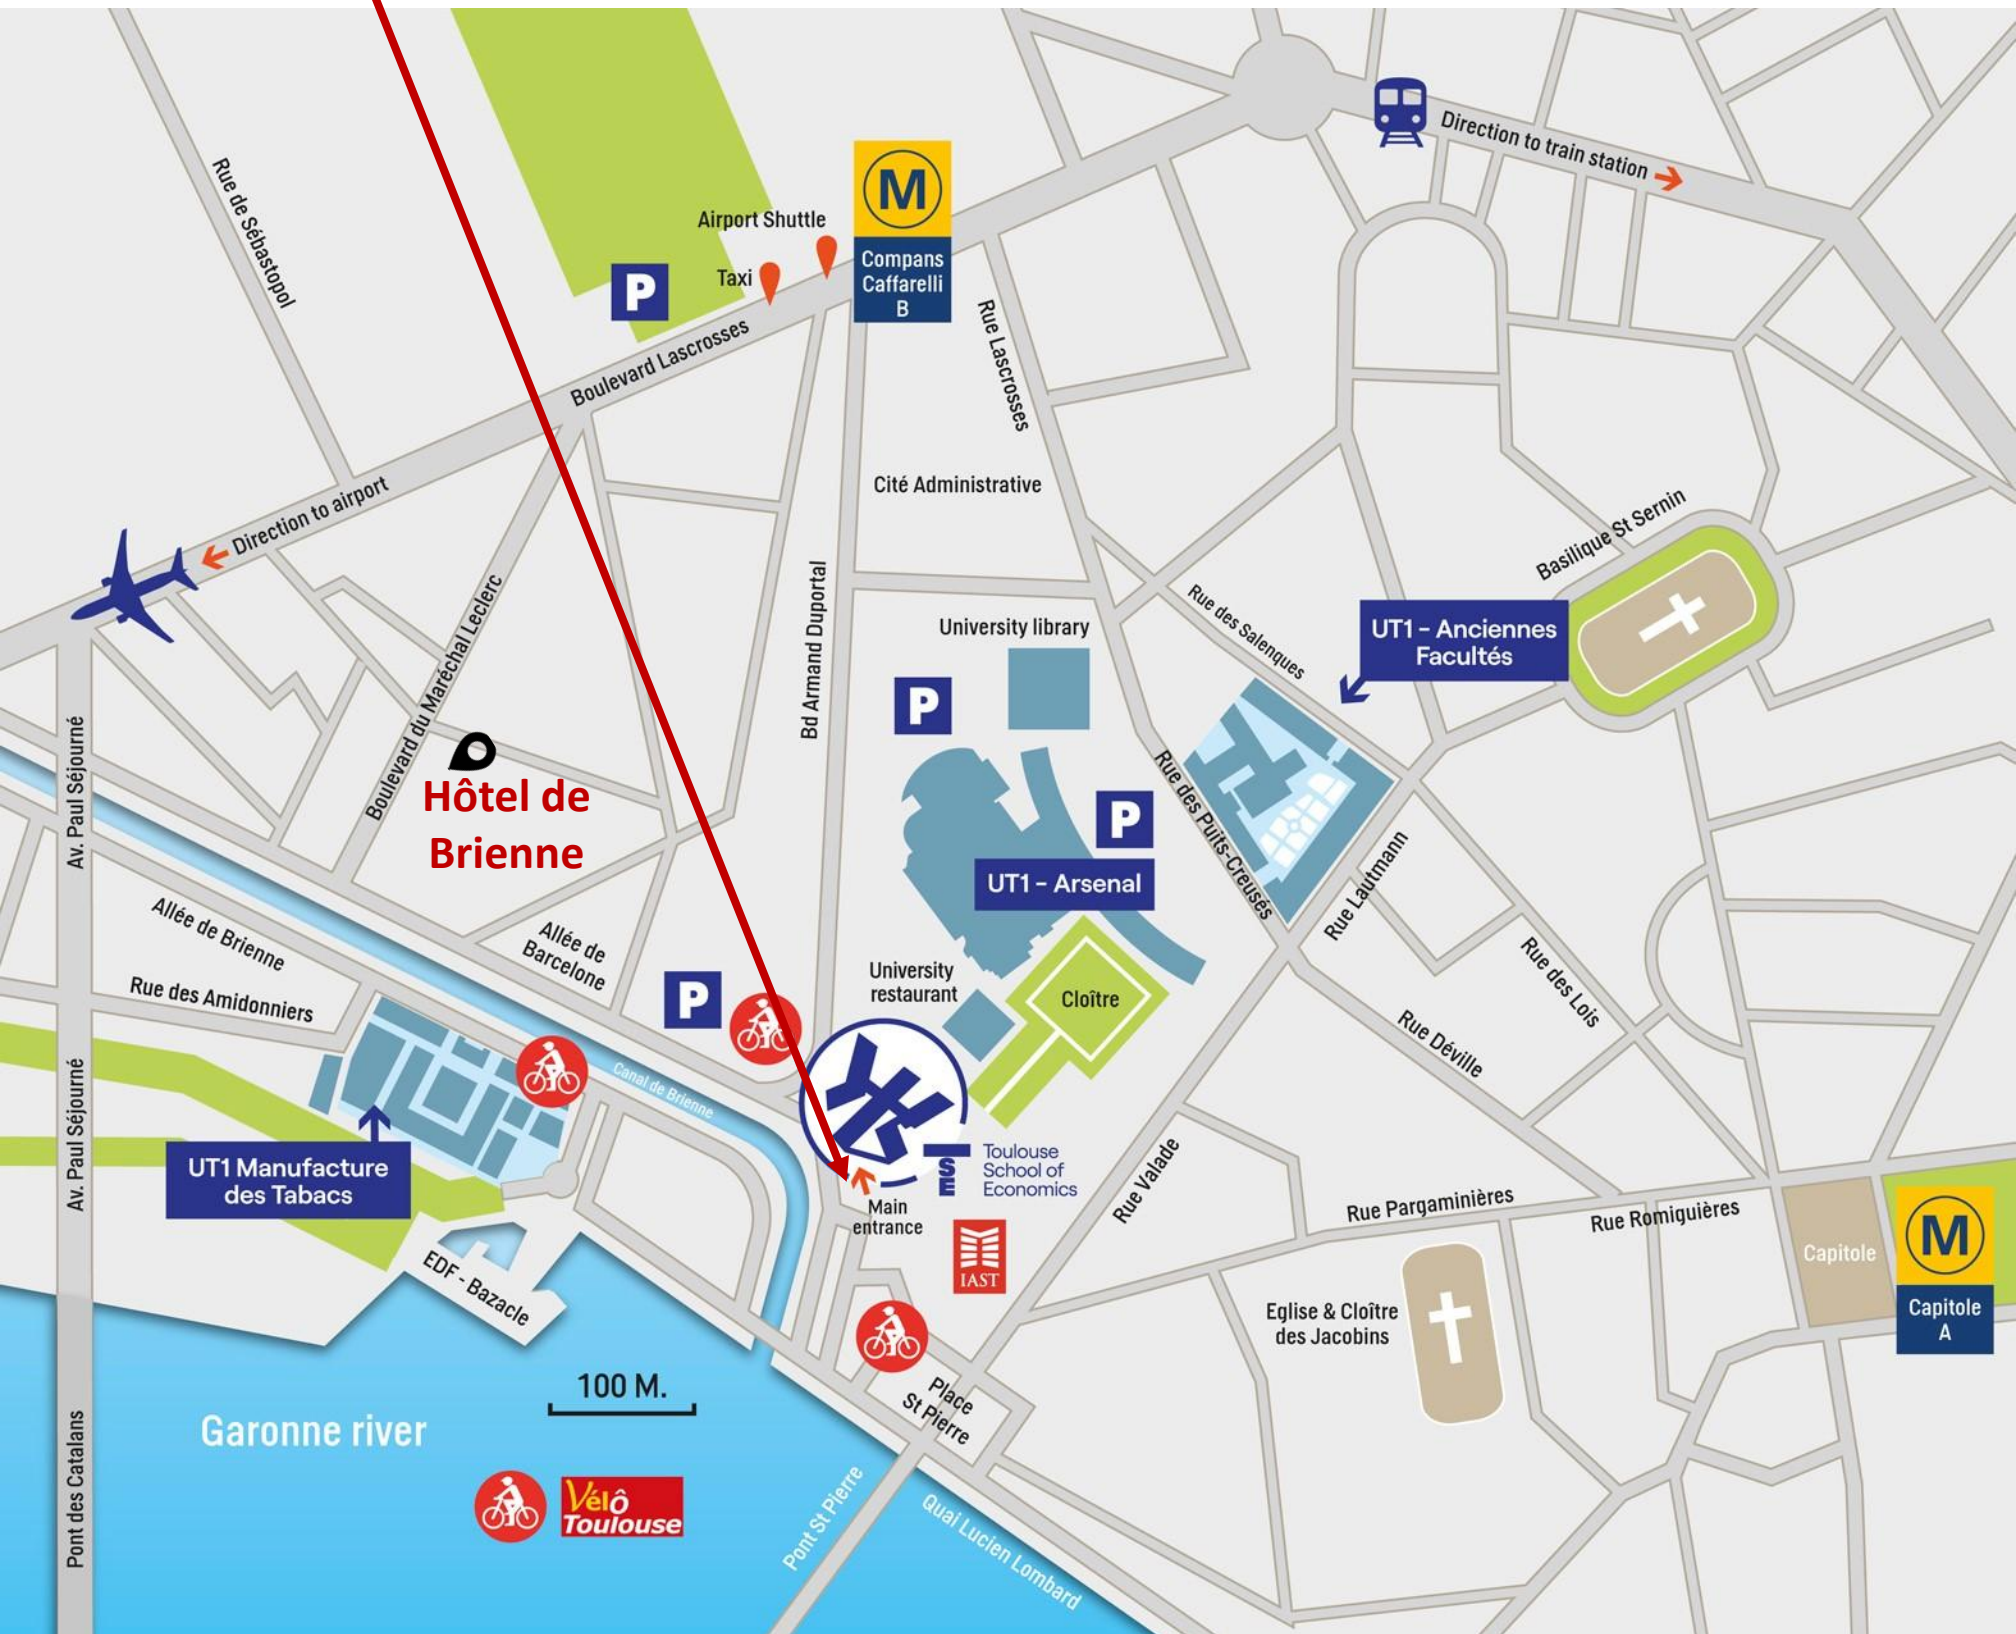 Direction to train station
Rue de Sébastopol
Airport Shuttle
Taxi
M
Compans
Caffarelli
B
P
Boulevard Lascrosses
Rue Lascrosses
Direction to airport
Cité Administrative
Basilique St Sernin
Boulevard du Maréchal Leclerc
Bd Armand Duportal
University library
Rue des Salenques
UT1 - Anciennes
Facultés
P
Av. Paul Séjourné
Hôtel de
Brienne
Rue des Puits-Creusés
P
UT1 - Arsenal
Rue Lautmann
Allée de Brienne
Allée de
Barcelone
Rue des Amidonniers
P
University
restaurant
Cloître
Rue des Lois
Rue Déville
Canal de Brienne
Av. Paul Séjourné
UT1 Manufacture
des Tabacs
TSE
Toulouse
School of
Economics
Main
entrance
IAST
Rue Valade
Rue Pargaminières
Rue Romiguières
Capitole
M
Capitole
A
EDF - Bazacle
Eglise & Cloître
des Jacobins
100 M.
Place
St Pierre
Garonne river
Pont des Catalans
Vélô
Toulouse
Pont St Pierre
Quai Lucien Lombard